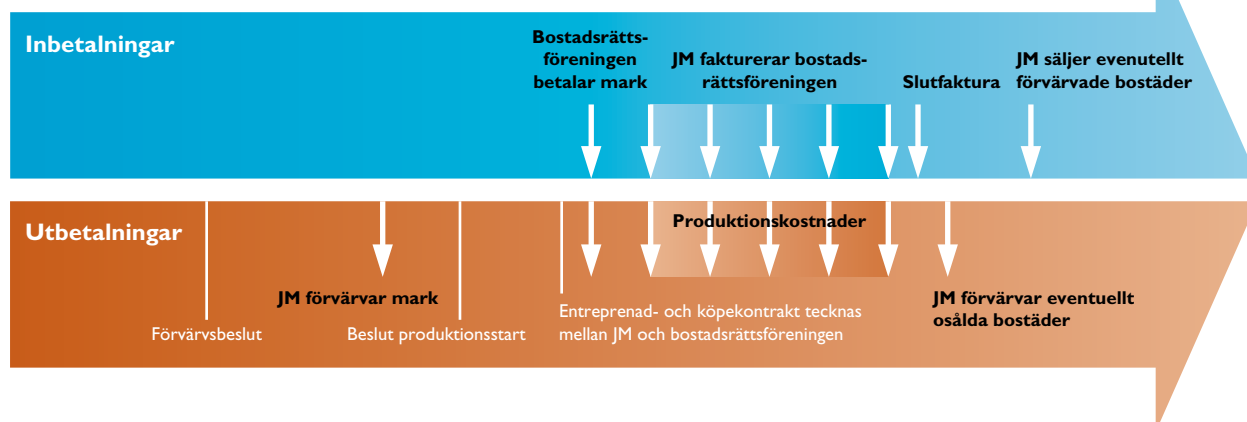 Inbetalningar
Bostadsrätts-
föreningen
betalar mark
JM fakturerar bostads-
rättsföreningen
Slutfaktura
JM säljer evenutellt
förvärvade bostäder
Utbetalningar
Produktionskostnader
JM förvärvar mark
Förvärvsbeslut
Beslut produktionsstart
Entreprenad- och köpekontrakt tecknas
mellan JM och bostadsrättsföreningen
JM förvärvar eventuellt
osålda bostäder